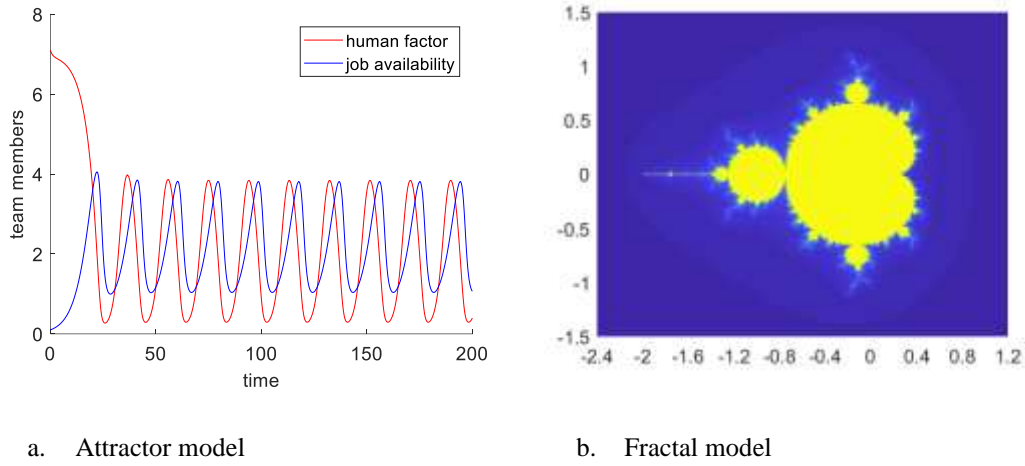 8
6
4
2
0
team members
human factor
job availability
0 50 100 150 200
time
1.5
1
0.5
0
-0.5
-1
-1.5
-2.4 -2 -1.6 -1.2 -0.8 -0.4 0 0.4 0.8 1.2
a. Attractor model
b. Fractal model